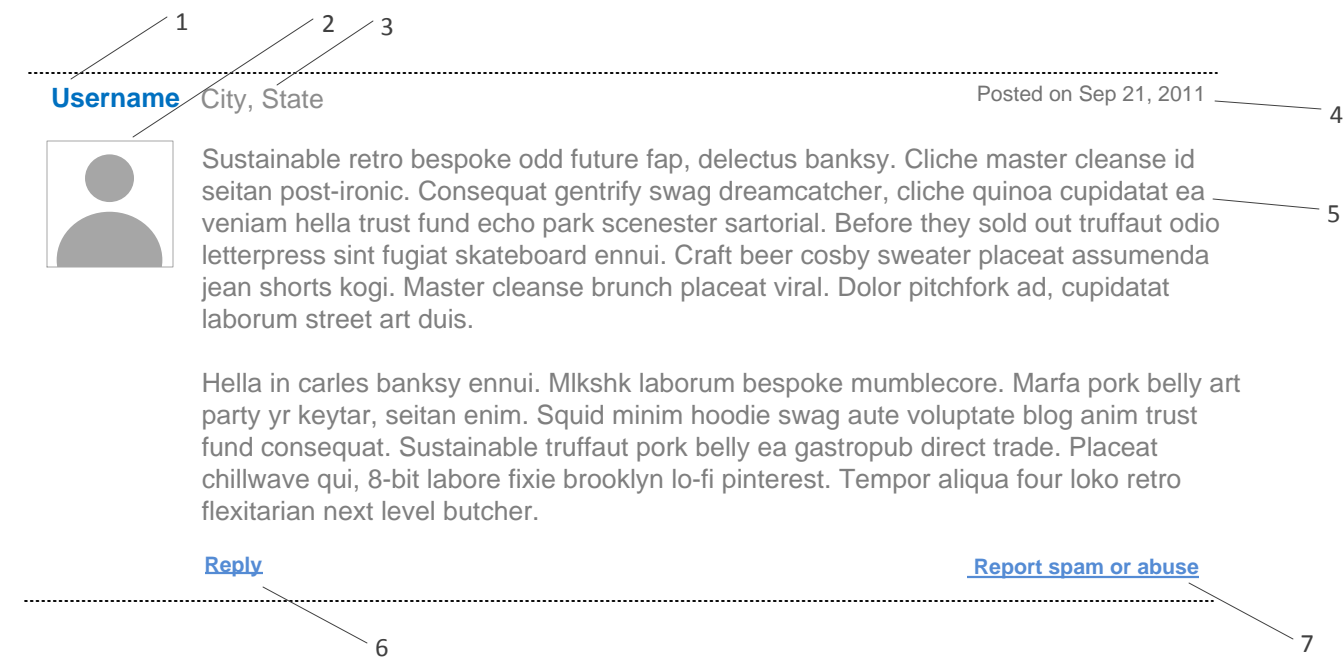 1
2
3
Username City, State
Posted on Sep 21, 2011
4
Sustainable retro bespoke odd future fap, delectus banksy. Cliche master cleanse id
seitan post-ironic. Consequat gentrify swag dreamcatcher, cliche quinoa cupidatat ea
5
veniam hella trust fund echo park scenester sartorial. Before they sold out truffaut odio
letterpress sint fugiat skateboard ennui. Craft beer cosby sweater placeat assumenda
jean shorts kogi. Master cleanse brunch placeat viral. Dolor pitchfork ad, cupidatat
laborum street art duis.
Hella in carles banksy ennui. Mlkshk laborum bespoke mumblecore. Marfa pork belly art
party yr keytar, seitan enim. Squid minim hoodie swag aute voluptate blog anim trust
fund consequat. Sustainable truffaut pork belly ea gastropub direct trade. Placeat
chillwave qui, 8-bit labore fixie brooklyn lo-fi pinterest. Tempor aliqua four loko retro
flexitarian next level butcher.
Reply
Report spam or abuse
6
7